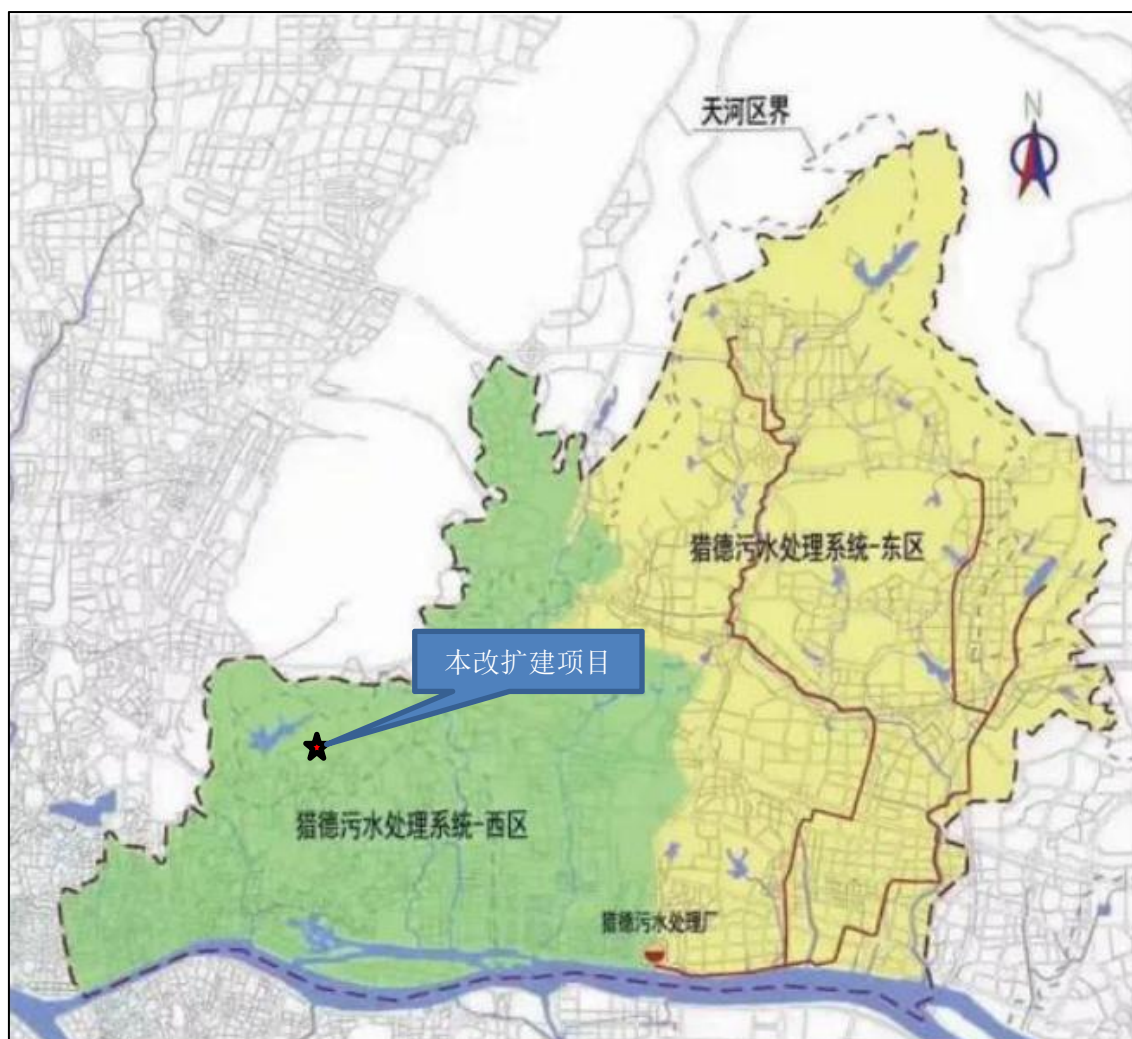 天河区界
N
猎德污水处理系统-东区
本改扩建项目
猎德污水处理系统-西区
猎德污水处理厂